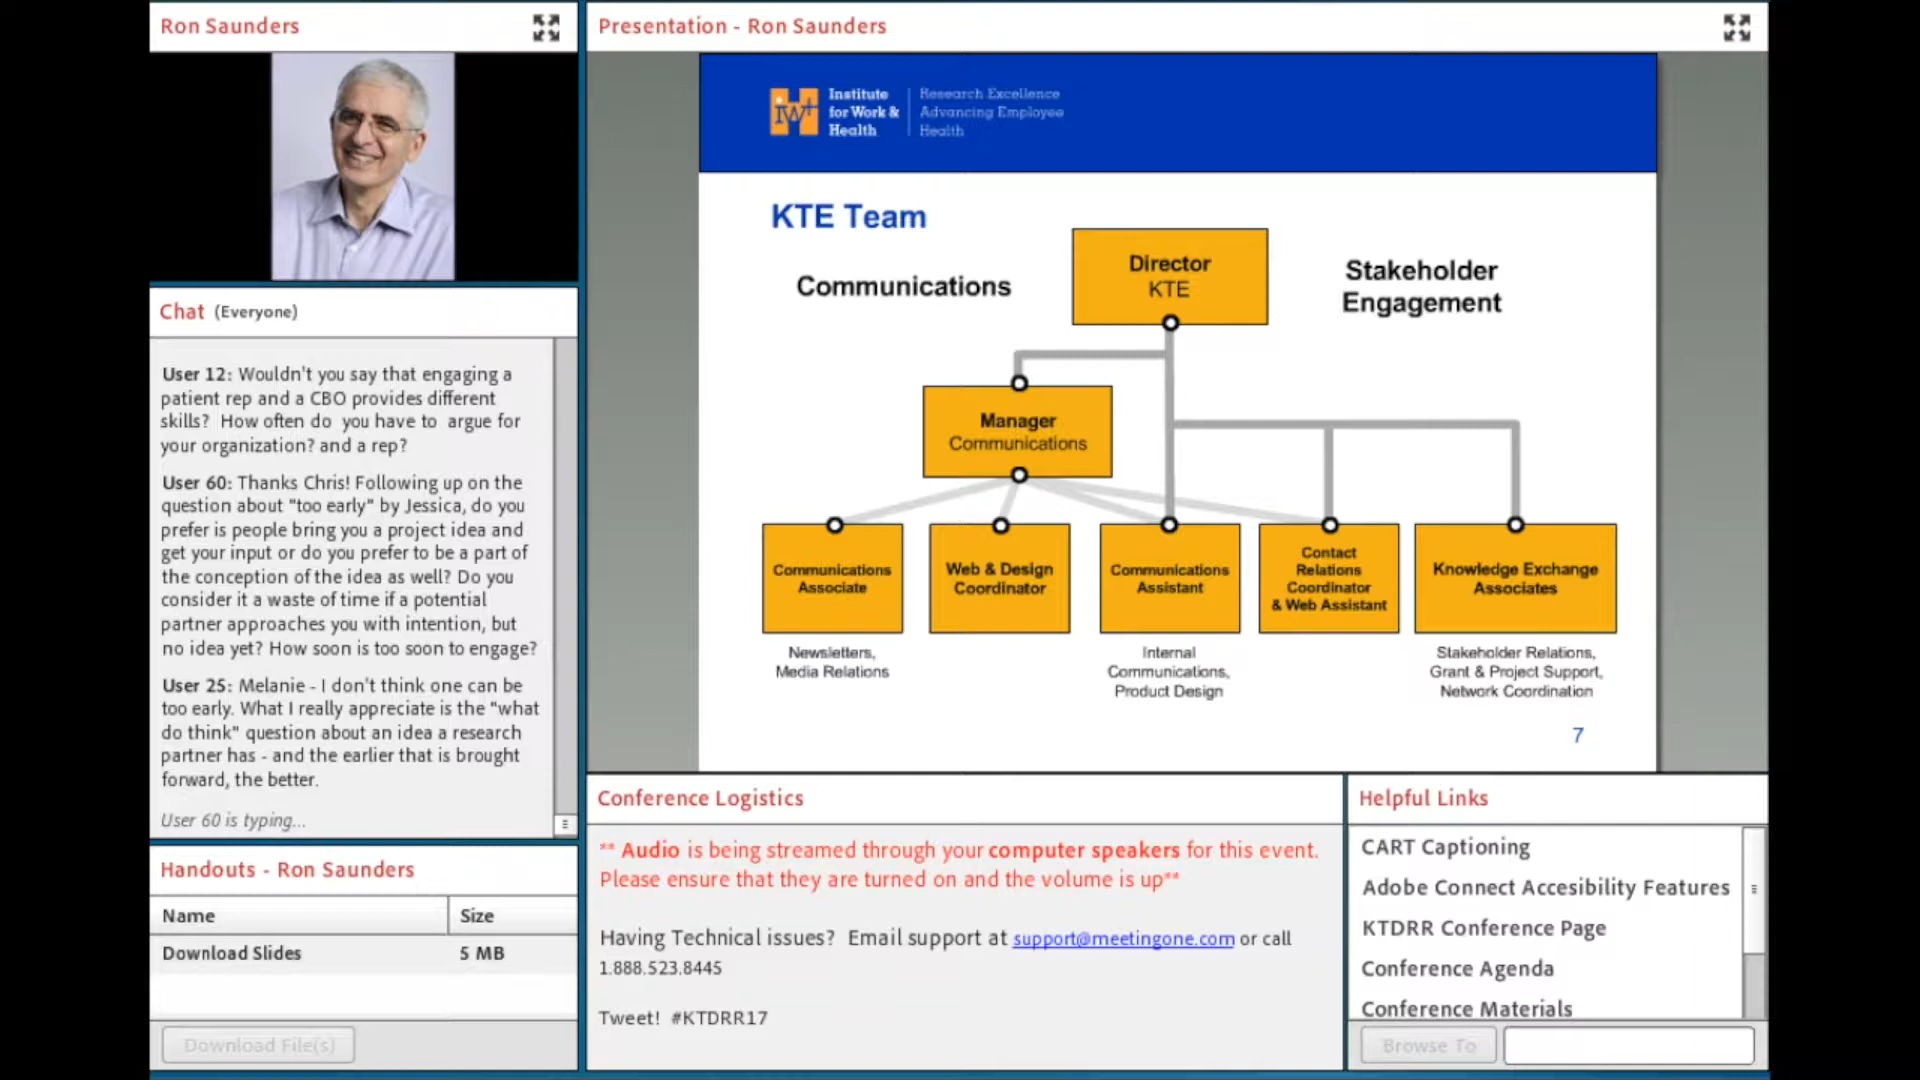 Ron Saunders
Chat (Everyone)
User 12: Wouldn't you say that engaging a
patient rep and a CBO provides different
skills? How often do you have to argue for
your organization? and a rep?
User 60: Thanks Chris! Following up on the
question about "too early" by Jessica, do you
prefer is people bring you a project idea and
get your input or do you prefer to be a part of
the conception of the idea as well? Do you
consider it a waste of time if a potential
partner approaches you with intention, but
no idea yet? How soon is too soon to engage?
User 25: Melanie - I don't think one can be
too early. What I really appreciate is the "what
do think" question about an idea a research
partner has - and the earlier that is brought
forward, the better.
User 60 is typing...
Handouts - Ron Saunders
Name Size
Download Slides 5 MB
Download File(s)
Presentation - Ron Saunders
IW+H
Institute
for Work &
Health
Research Excellence
Advancing Employee
Health
KTE Team
Communications
Director
KTE
Stakeholder
Engagement
Manager
Communications
Communications
Associate
Web & Design
Coordinator
Communications
Assistant
Contact
Relations
Coordinator
& Web Assistant
Knowledge Exchange
Associates
Newsletters,
Media Relations
Internal
Communications,
Product Design
Stakeholder Relations,
Grant & Project Support,
Network Coordination
7
Conference Logistics
** Audio is being streamed through your computer speakers for this event.
Please ensure that they are turned on and the volume is up**
Having Technical issues? Email support at support@meetingone.com or call
1.888.523.8445
Tweet! #KTDRR17
Helpful Links
CART Captioning
Adobe Connect Accesibility Features
KTDRR Conference Page
Conference Agenda
Conference Materials
Browse To